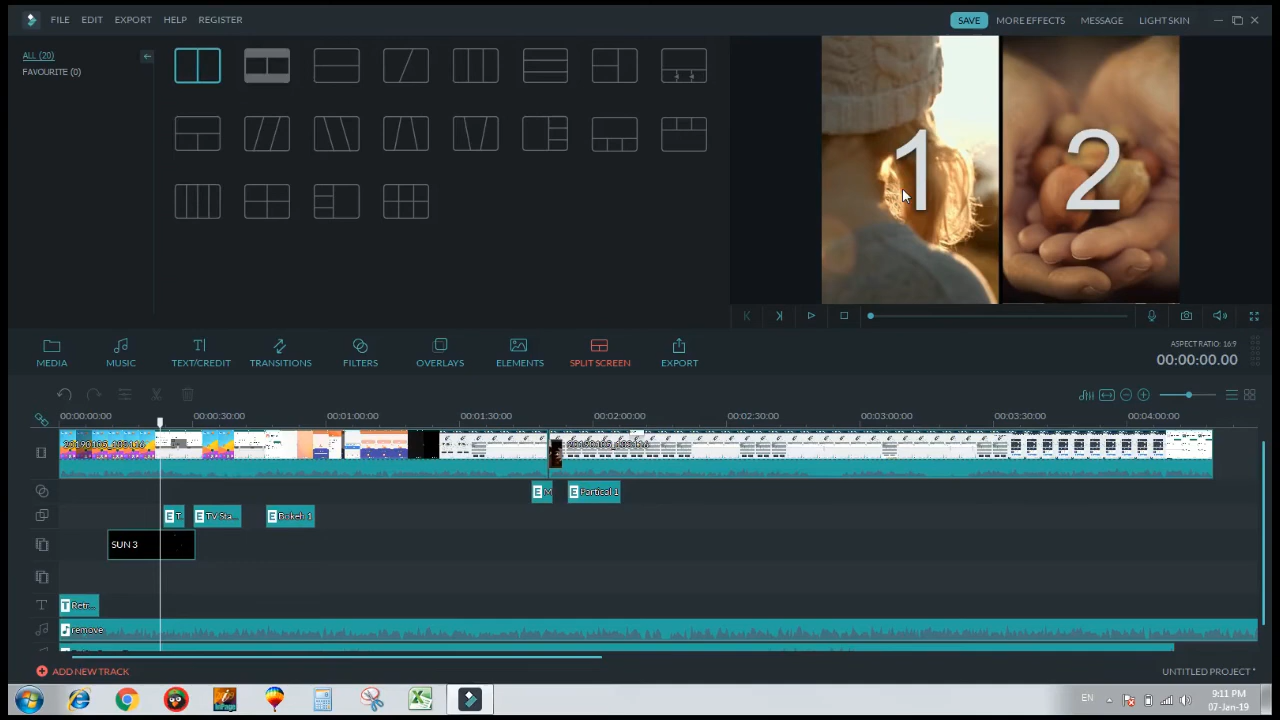 FILE EDIT EXPORT HELP REGISTER
SAVE MORE EFFECTS MESSAGE LIGHT SKIN
ALL (20)
FAVOURITE (0)
1 2
MEDIA MUSIC TEXT/CREDIT TRANSITIONS FILTERS OVERLAYS ELEMENTS SPLIT SCREEN EXPORT
ASPECT RATIO: 16:9
00:00:00.00
00:00:00:00 00:00:30:00 00:01:00:00 00:01:30:00 00:02:00:00 00:02:30:00 00:03:00:00 00:03:30:00 00:04:00:00
E M E Partical 1
E T E TV Sta... E Bokeh 1
SUN 3
T Retr...
remove
ADD NEW TRACK
UNTITLED PROJECT *
EN
9:11 PM
07-Jan-19